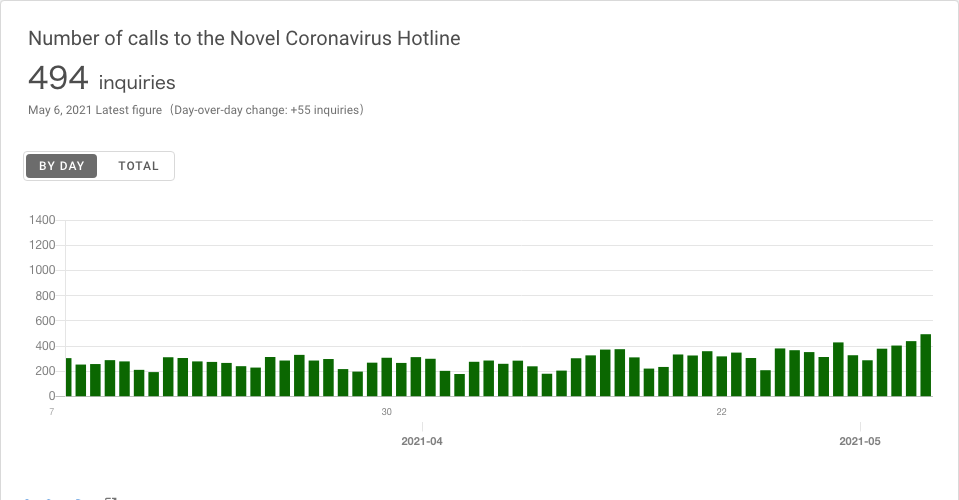 Number of calls to the Novel Coronavirus Hotline
494 inquiries
May 6, 2021 Latest figure（Day-over-day change: +55 inquiries）
BY DAY TOTAL
1400
1200
1000
800
600
400
200
0
7 30 22
2021-04 2021-05